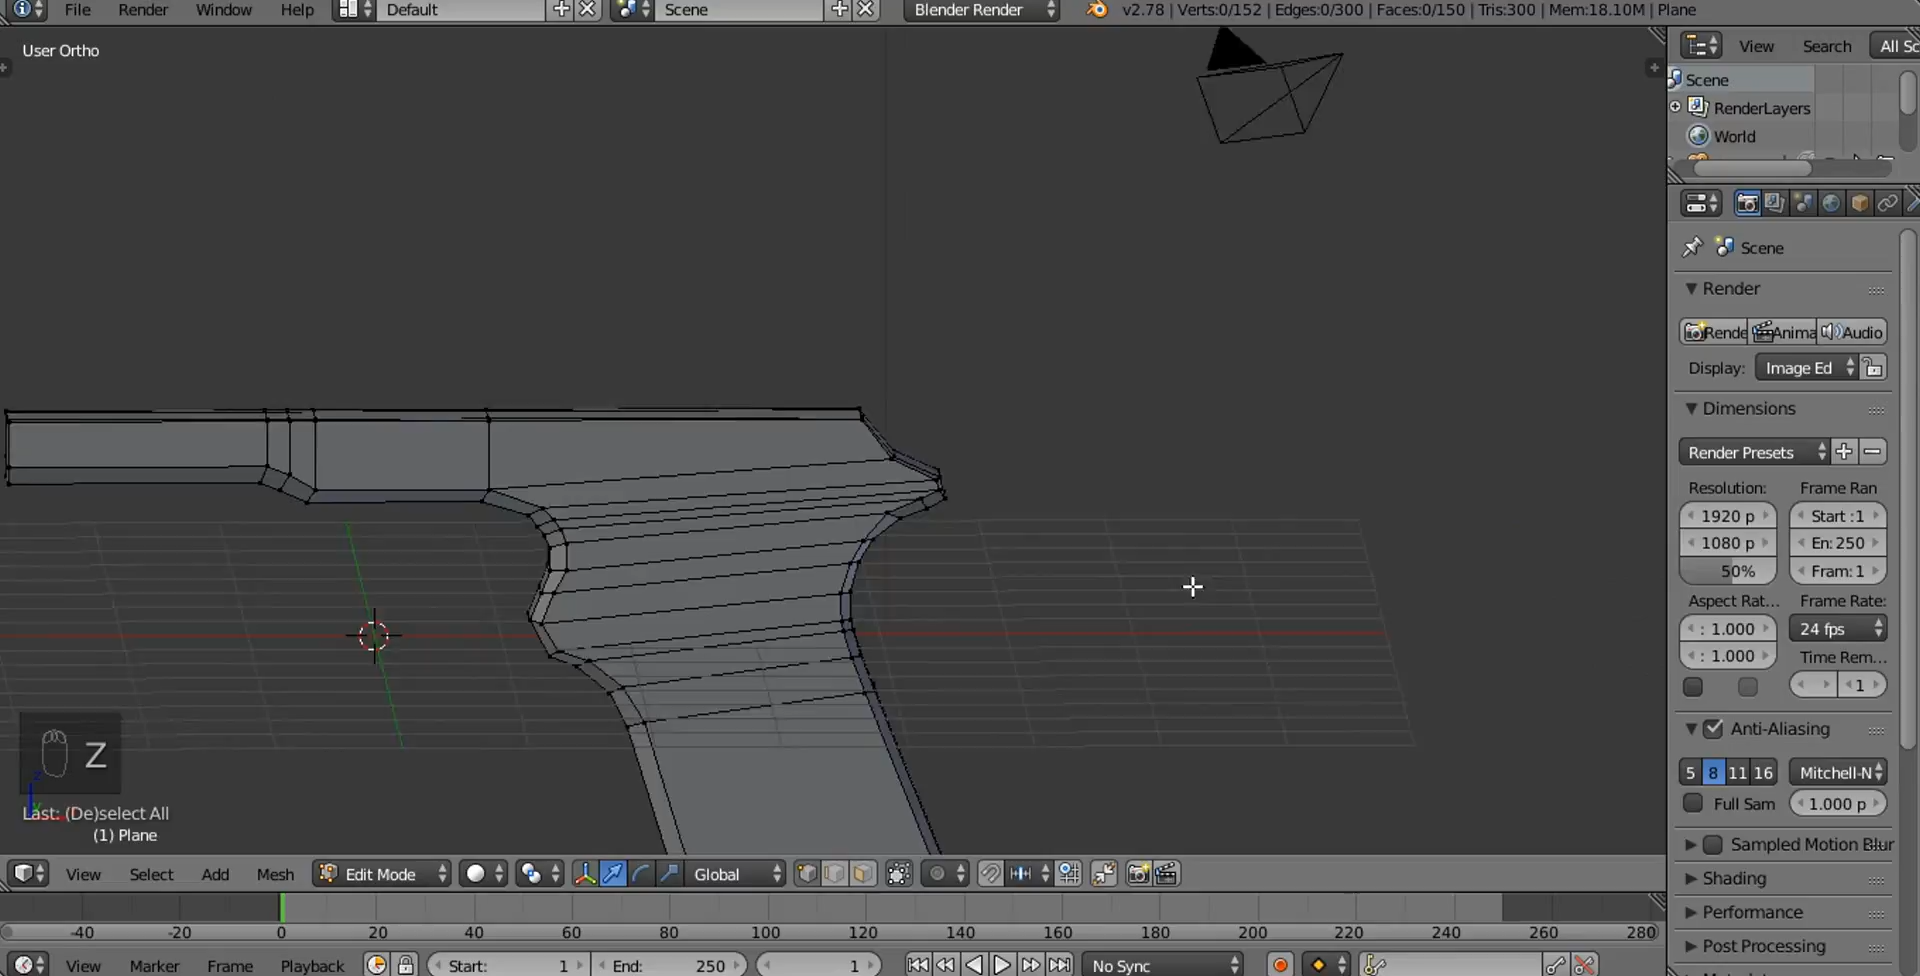 File Render Window Help Default Scene Blender Render v2.78 | Verts:0/152 | Edges:0/300 | Faces:0/150 | Tris:300 | Mem:18.10M | Plane
User Ortho
View Search All Sc
Scene
RenderLayers
World
Scene
Render
Rende Anima Audio
Display: Image Ed
Dimensions
Render Presets
Resolution: Frame Ran
1920 p Start :1
1080 p En: 250
50% Fram: 1
Aspect Rat... Frame Rate:
: 1.000 24 fps
: 1.000 Time Rem...
1
Anti-Aliasing
5 8 11 16 Mitchell-N
Full Sam 1.000 p
Sampled Motion Blur
Shading
Performance
Post Processing
Z
Last: (De)select All
(1) Plane
View Select Add Mesh Edit Mode Global
-40 -20 0 20 40 60 80 100 120 140 160 180 200 220 240 260 280
View Marker Frame Playback Start: 1 End: 250 1 No Sync